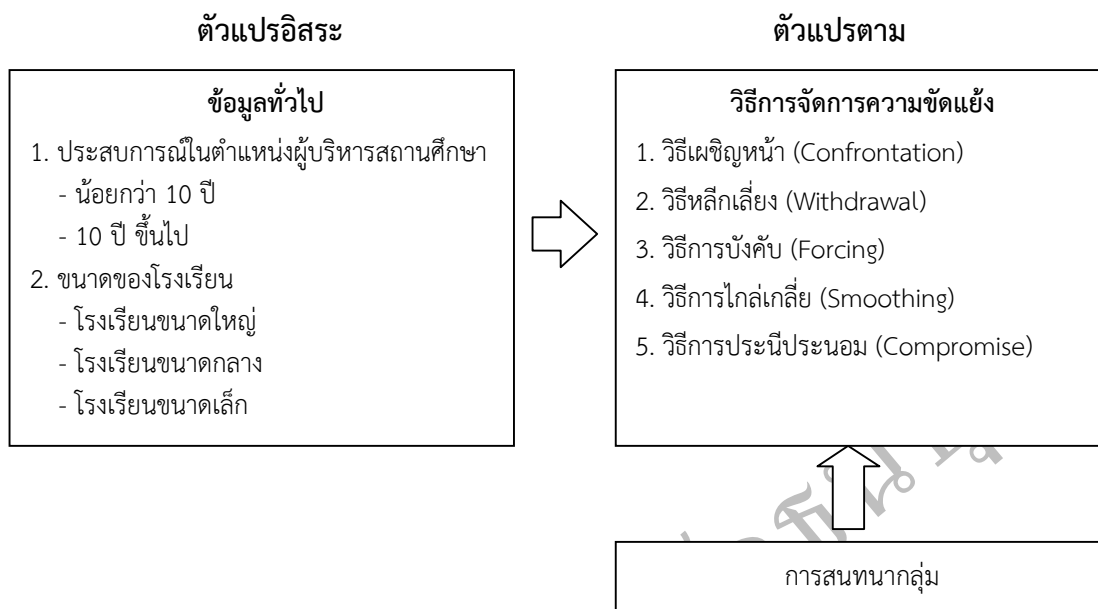 ตัวแปรอิสระ
ข้อมูลทั่วไป
1. ประสบการณ์ในตำแหน่งผู้บริหารสถานศึกษา
- น้อยกว่า 10 ปี
- 10 ปี ขึ้นไป
2. ขนาดของโรงเรียน
- โรงเรียนขนาดใหญ่
- โรงเรียนขนาดกลาง
- โรงเรียนขนาดเล็ก
ตัวแปรตาม
วิธีการจัดการความขัดแย้ง
1. วิธีเผชิญหน้า (Confrontation)
2. วิธีหลีกเลี่ยง (Withdrawal)
3. วิธีการบังคับ (Forcing)
4. วิธีการไกล่เกลี่ย (Smoothing)
5. วิธีการประนีประนอม (Compromise)
การสนทนากลุ่ม